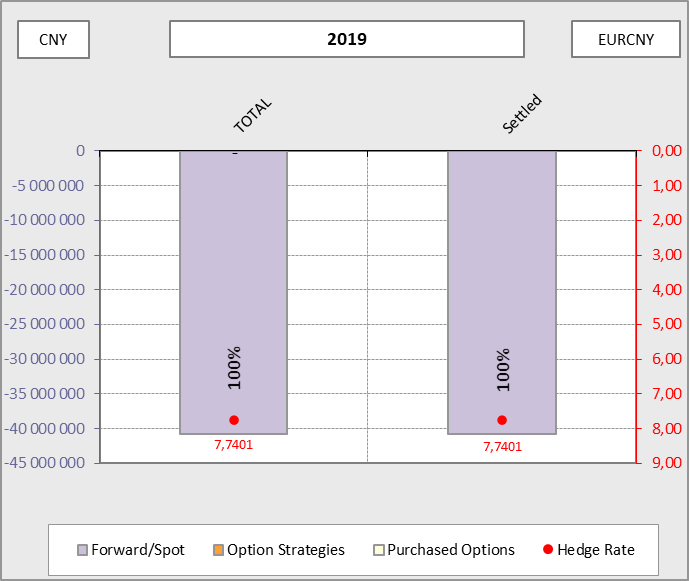 CNY
2019
EURCNY
TOTAL
Settled
0
0,00
-5 000 000
1,00
-10 000 000
2,00
-15 000 000
3,00
-20 000 000
4,00
-25 000 000
5,00
-30 000 000
6,00
100%
100%
-35 000 000
7,00
-40 000 000
8,00
7,7401
7,7401
-45 000 000
9,00
Forward/Spot
Option Strategies
Purchased Options
Hedge Rate